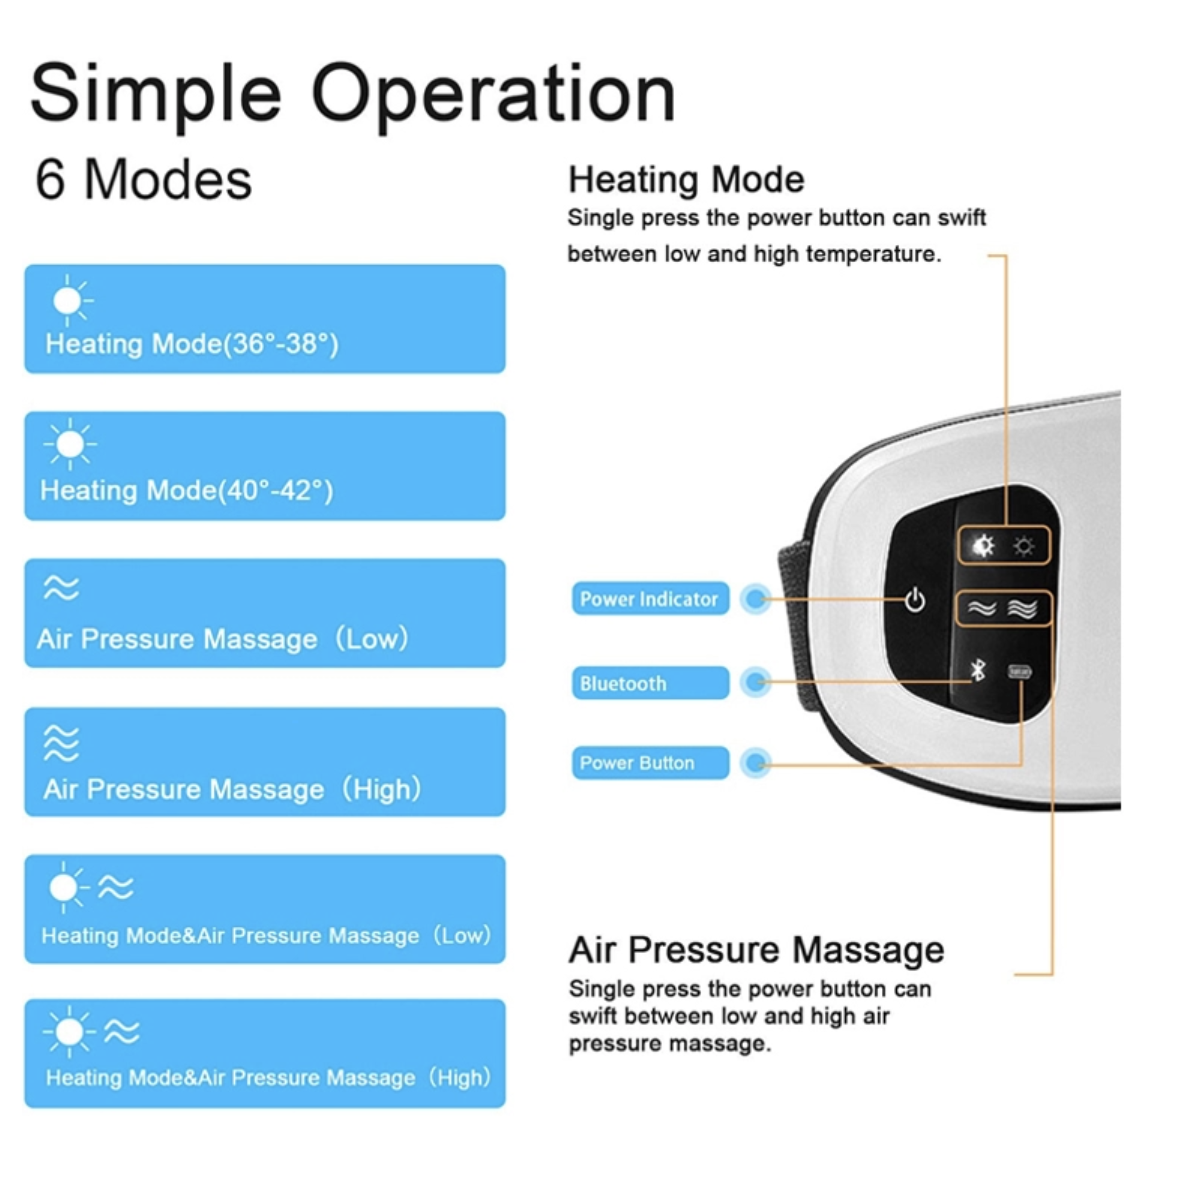 Simple Operation
6 Modes
Heating Mode(36°-38°)
Heating Mode(40°-42°)
Air Pressure Massage（Low）
Air Pressure Massage（High）
Heating Mode&Air Pressure Massage（Low）
Heating Mode&Air Pressure Massage（High）
Heating Mode
Single press the power button can swift
between low and high temperature.
Power Indicator
Bluetooth
Power Button
Air Pressure Massage
Single press the power button can
swift between low and high air
pressure massage.